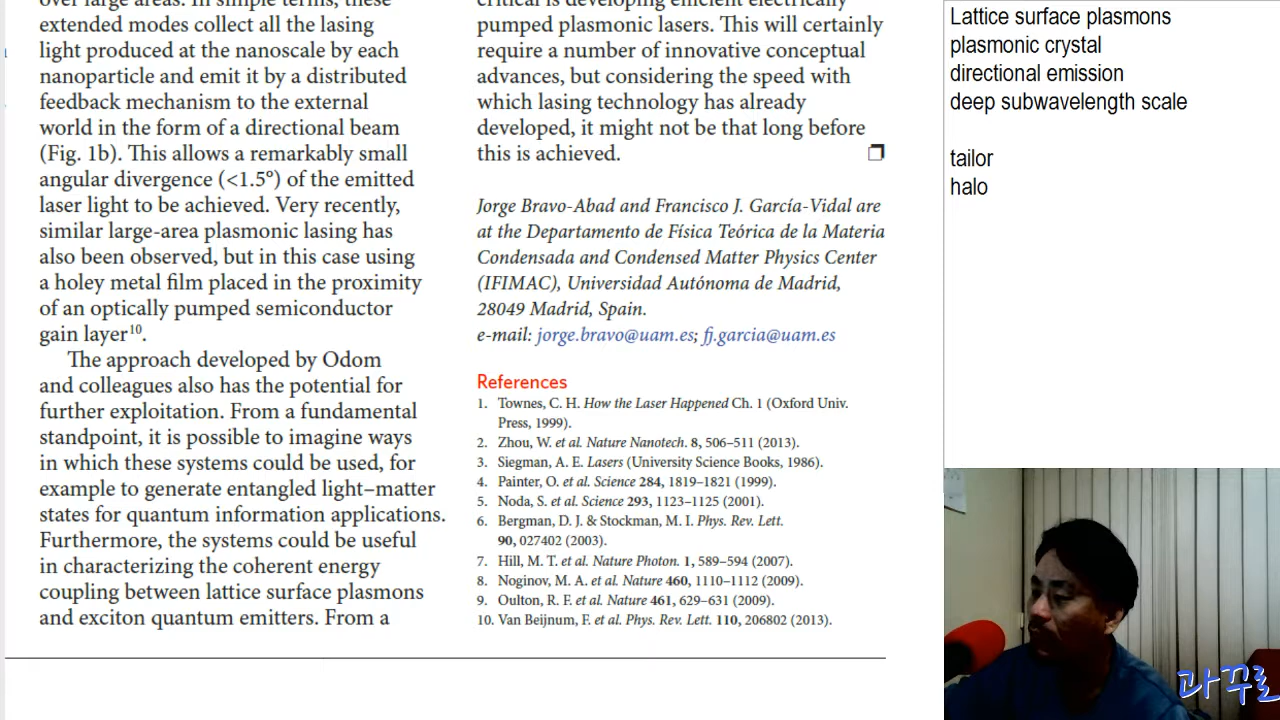 over large areas. In simple terms, these
extended modes collect all the lasing
light produced at the nanoscale by each
nanoparticle and emit it by a distributed
feedback mechanism to the external
world in the form of a directional beam
(Fig. 1b). This allows a remarkably small
angular divergence (<1.5°) of the emitted
laser light to be achieved. Very recently,
similar large-area plasmonic lasing has
also been observed, but in this case using
a holey metal film placed in the proximity
of an optically pumped semiconductor
gain layer10.
The approach developed by Odom
and colleagues also has the potential for
further exploitation. From a fundamental
standpoint, it is possible to imagine ways
in which these systems could be used, for
example to generate entangled light–matter
states for quantum information applications.
Furthermore, the systems could be useful
in characterizing the coherent energy
coupling between lattice surface plasmons
and exciton quantum emitters. From a
critical is developing efficient electrically
pumped plasmonic lasers. This will certainly
require a number of innovative conceptual
advances, but considering the speed with
which lasing technology has already
developed, it might not be that long before
this is achieved. ❐
Jorge Bravo-Abad and Francisco J. García-Vidal are
at the Departamento de Física Teórica de la Materia
Condensada and Condensed Matter Physics Center
(IFIMAC), Universidad Autónoma de Madrid,
28049 Madrid, Spain.
e-mail: jorge.bravo@uam.es; fj.garcia@uam.es
References
1. Townes, C. H. How the Laser Happened Ch. 1 (Oxford Univ.
Press, 1999).
2. Zhou, W. et al. Nature Nanotech. 8, 506–511 (2013).
3. Siegman, A. E. Lasers (University Science Books, 1986).
4. Painter, O. et al. Science 284, 1819–1821 (1999).
5. Noda, S. et al. Science 293, 1123–1125 (2001).
6. Bergman, D. J. & Stockman, M. I. Phys. Rev. Lett.
90, 027402 (2003).
7. Hill, M. T. et al. Nature Photon. 1, 589–594 (2007).
8. Noginov, M. A. et al. Nature 460, 1110–1112 (2009).
9. Oulton, R. F. et al. Nature 461, 629–631 (2009).
10. Van Beijnum, F. et al. Phys. Rev. Lett. 110, 206802 (2013).
Lattice surface plasmons
plasmonic crystal
directional emission
deep subwavelength scale
tailor
halo
과꾸로